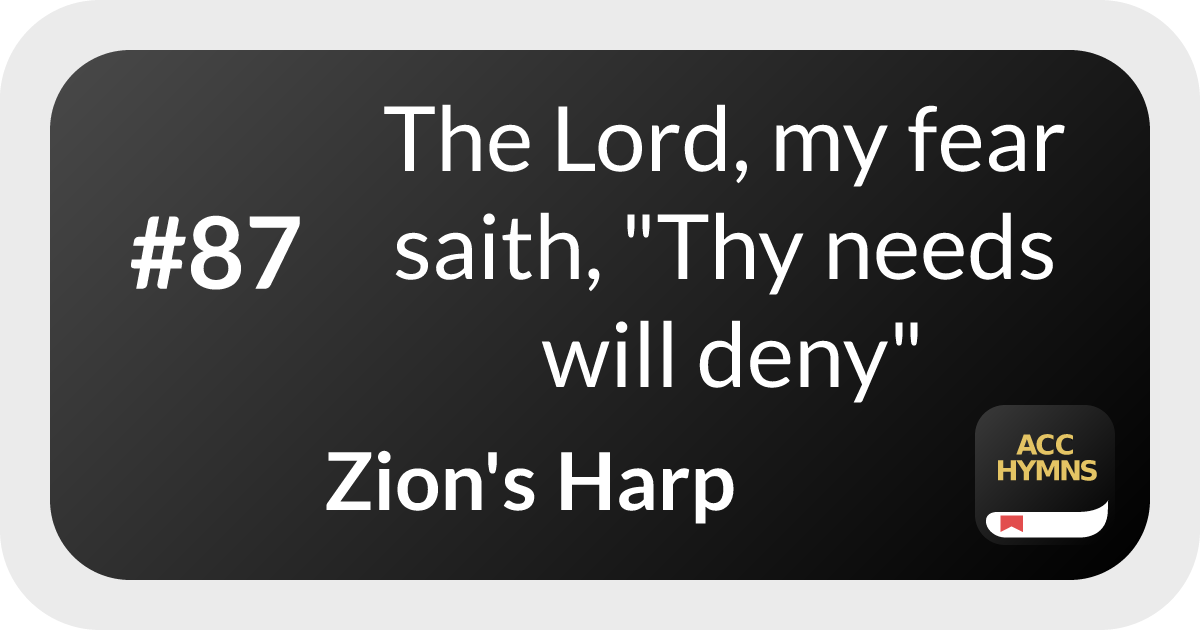 #87
The Lord, my fear
saith, "Thy needs
will deny"
Zion's Harp
ACC
HYMNS